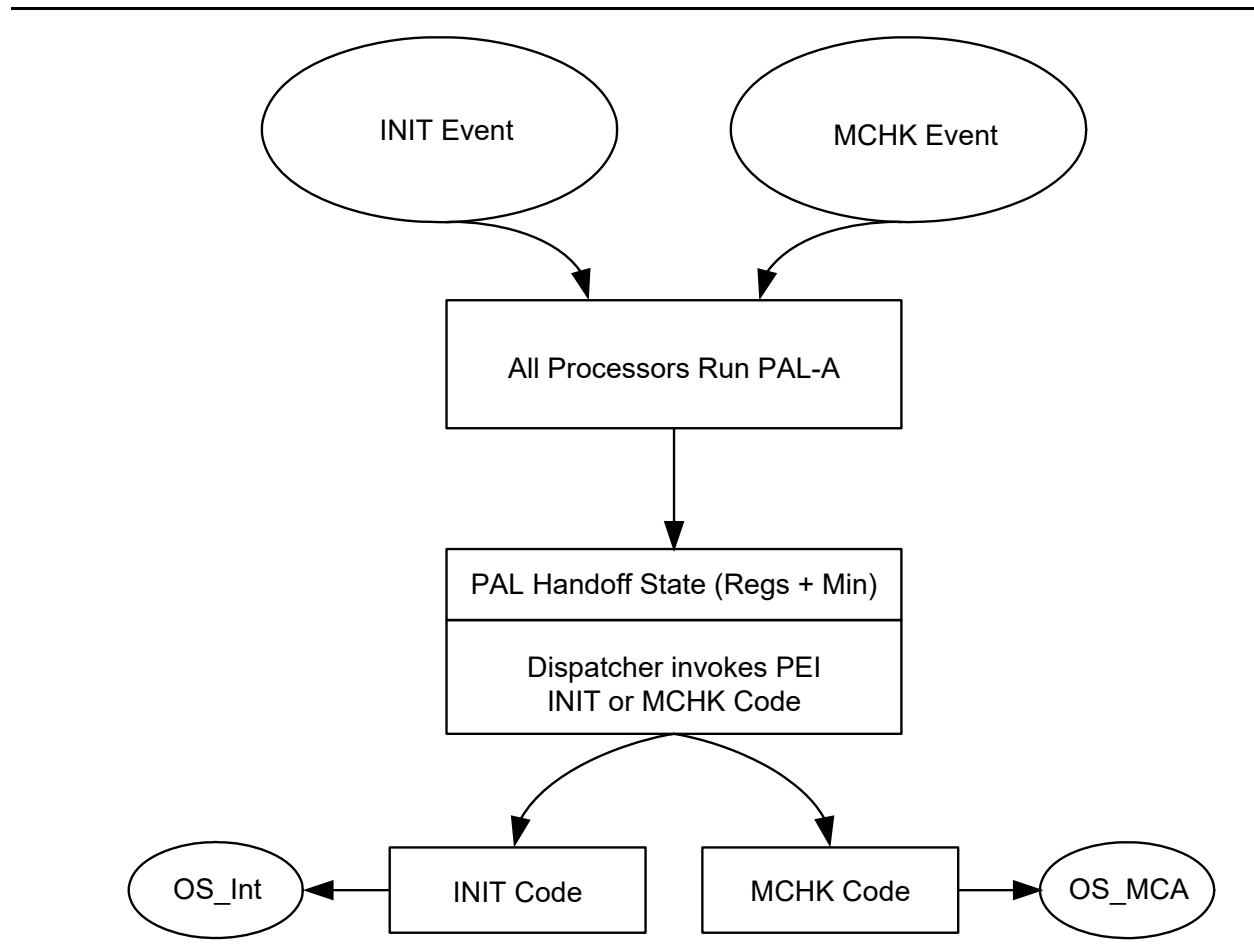 INIT Event
MCHK Event
All Processors Run PAL-A
PAL Handoff State (Regs + Min)
Dispatcher invokes PEI
INIT or MCHK Code
OS_Int
INIT Code
MCHK Code
OS_MCA